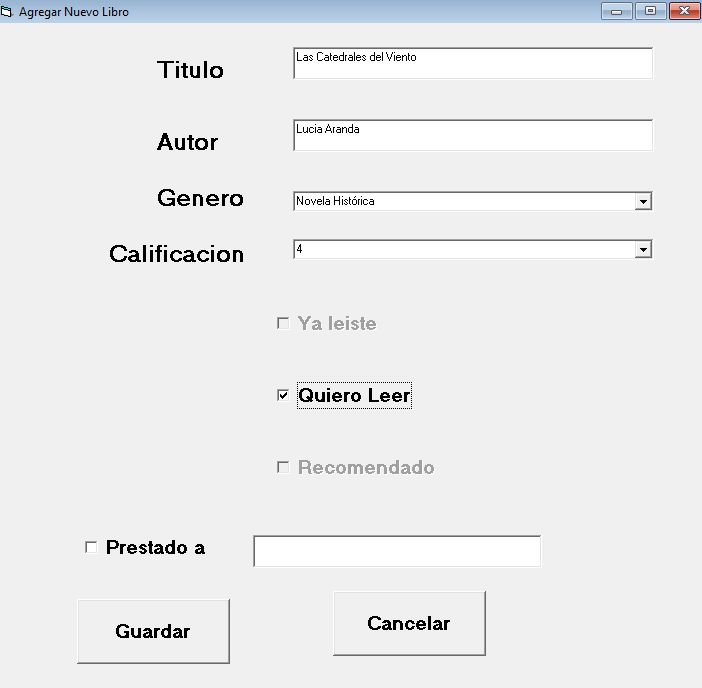 Agregar Nuevo Libro
Titulo
Las Catedrales del Viento
Autor
Lucia Aranda
Genero
Novela Histórica
Calificacion
4
Ya leiste
Quiero Leer
Recomendado
Prestado a
Guardar
Cancelar